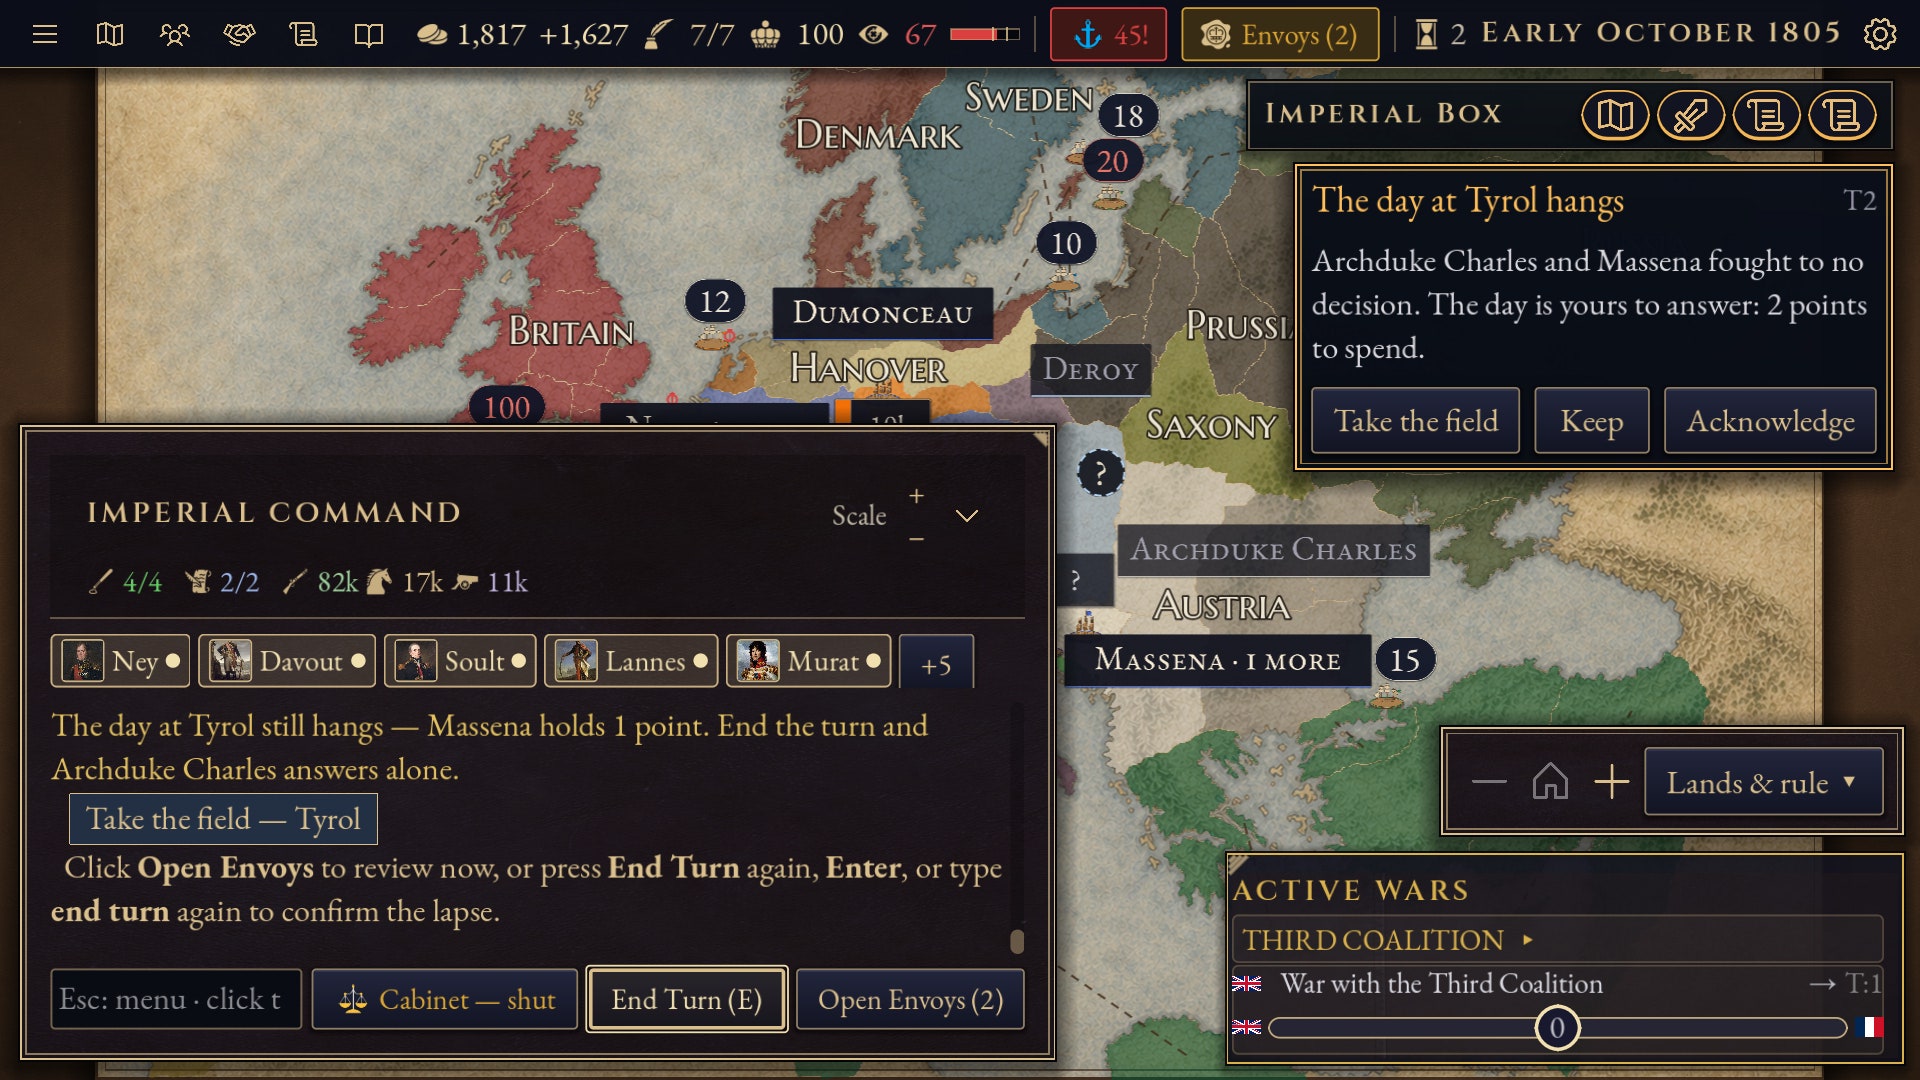 1,817 +1,627 7/7 100 67 45! Envoys (2) 2 EARLY OCTOBER 1805
SWEDEN
18
DENMARK
20
10
12
DUMONCEAU
BRITAIN
HANOVER
DEROY
PRUSSI
100
SAXONY
?
ARCHDUKE CHARLES
?
AUSTRIA
MASSENA · 1 MORE
15
IMPERIAL BOX
The day at Tyrol hangs T2
Archduke Charles and Massena fought to no
decision. The day is yours to answer: 2 points
to spend.
Take the field Keep Acknowledge
IMPERIAL COMMAND
Scale + −
4/4 2/2 82k 17k 11k
Ney Davout Soult Lannes Murat +5
The day at Tyrol still hangs — Massena holds 1 point. End the turn and
Archduke Charles answers alone.
Take the field — Tyrol
Click Open Envoys to review now, or press End Turn again, Enter, or type
end turn again to confirm the lapse.
Esc: menu · click t
Cabinet — shut
End Turn (E)
Open Envoys (2)
Lands & rule
ACTIVE WARS
THIRD COALITION
War with the Third Coalition → T:1
0